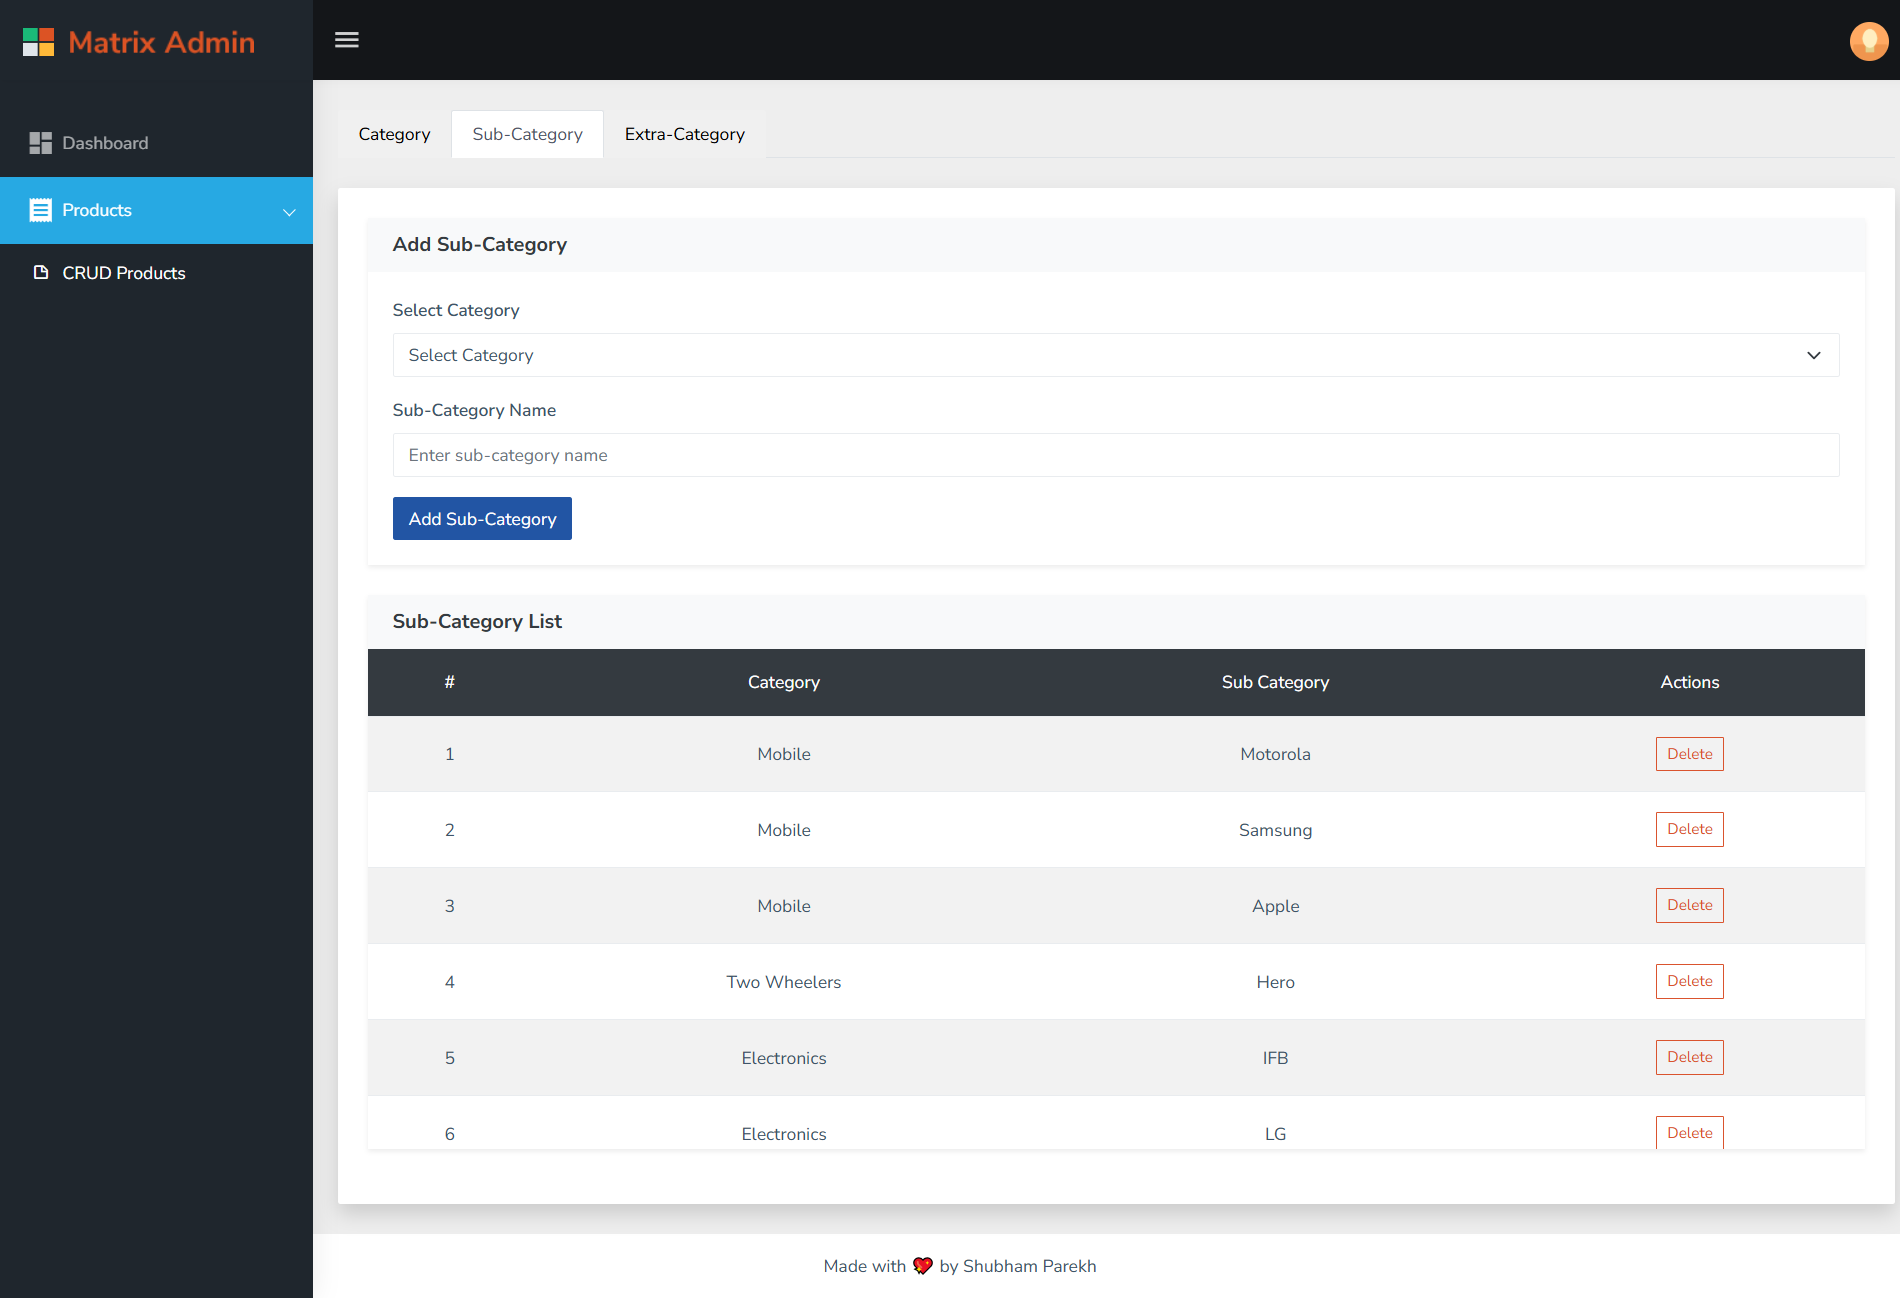 Matrix Admin
Dashboard
Products
CRUD Products
Category Sub-Category Extra-Category
Add Sub-Category
Select Category
Select Category
Sub-Category Name
Enter sub-category name
Add Sub-Category
Sub-Category List
# Category Sub Category Actions
1 Mobile Motorola Delete
2 Mobile Samsung Delete
3 Mobile Apple Delete
4 Two Wheelers Hero Delete
5 Electronics IFB Delete
6 Electronics LG Delete
Made with 💖 by Shubham Parekh